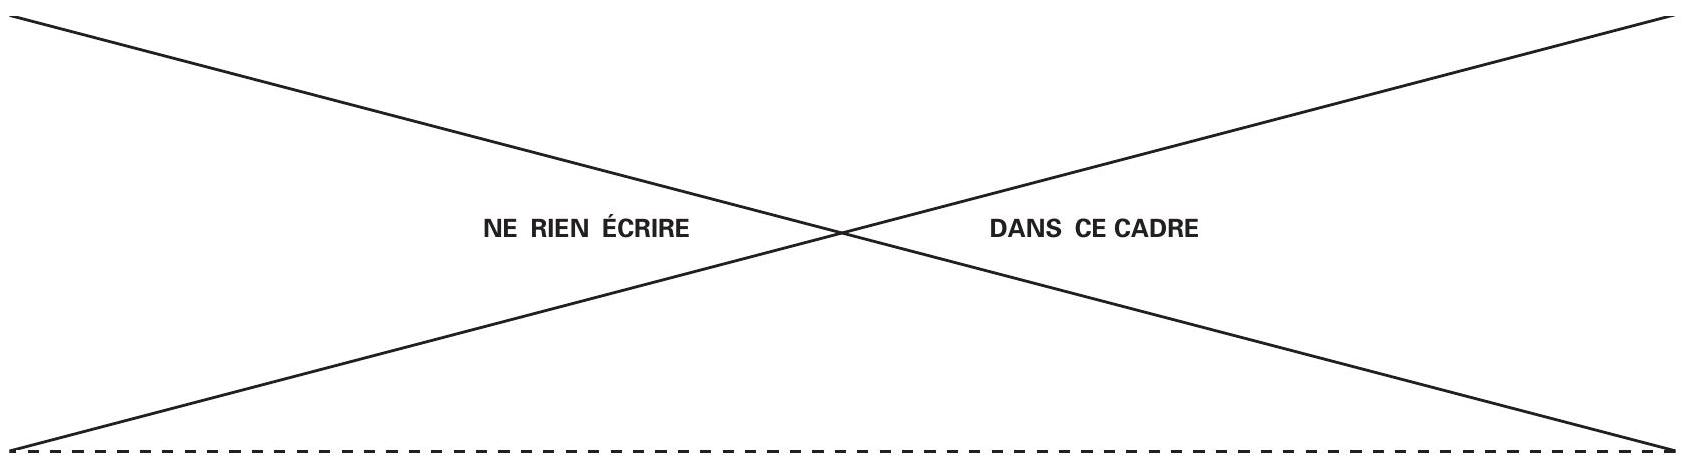 NE RIEN ÉCRIRE DANS CE CADRE